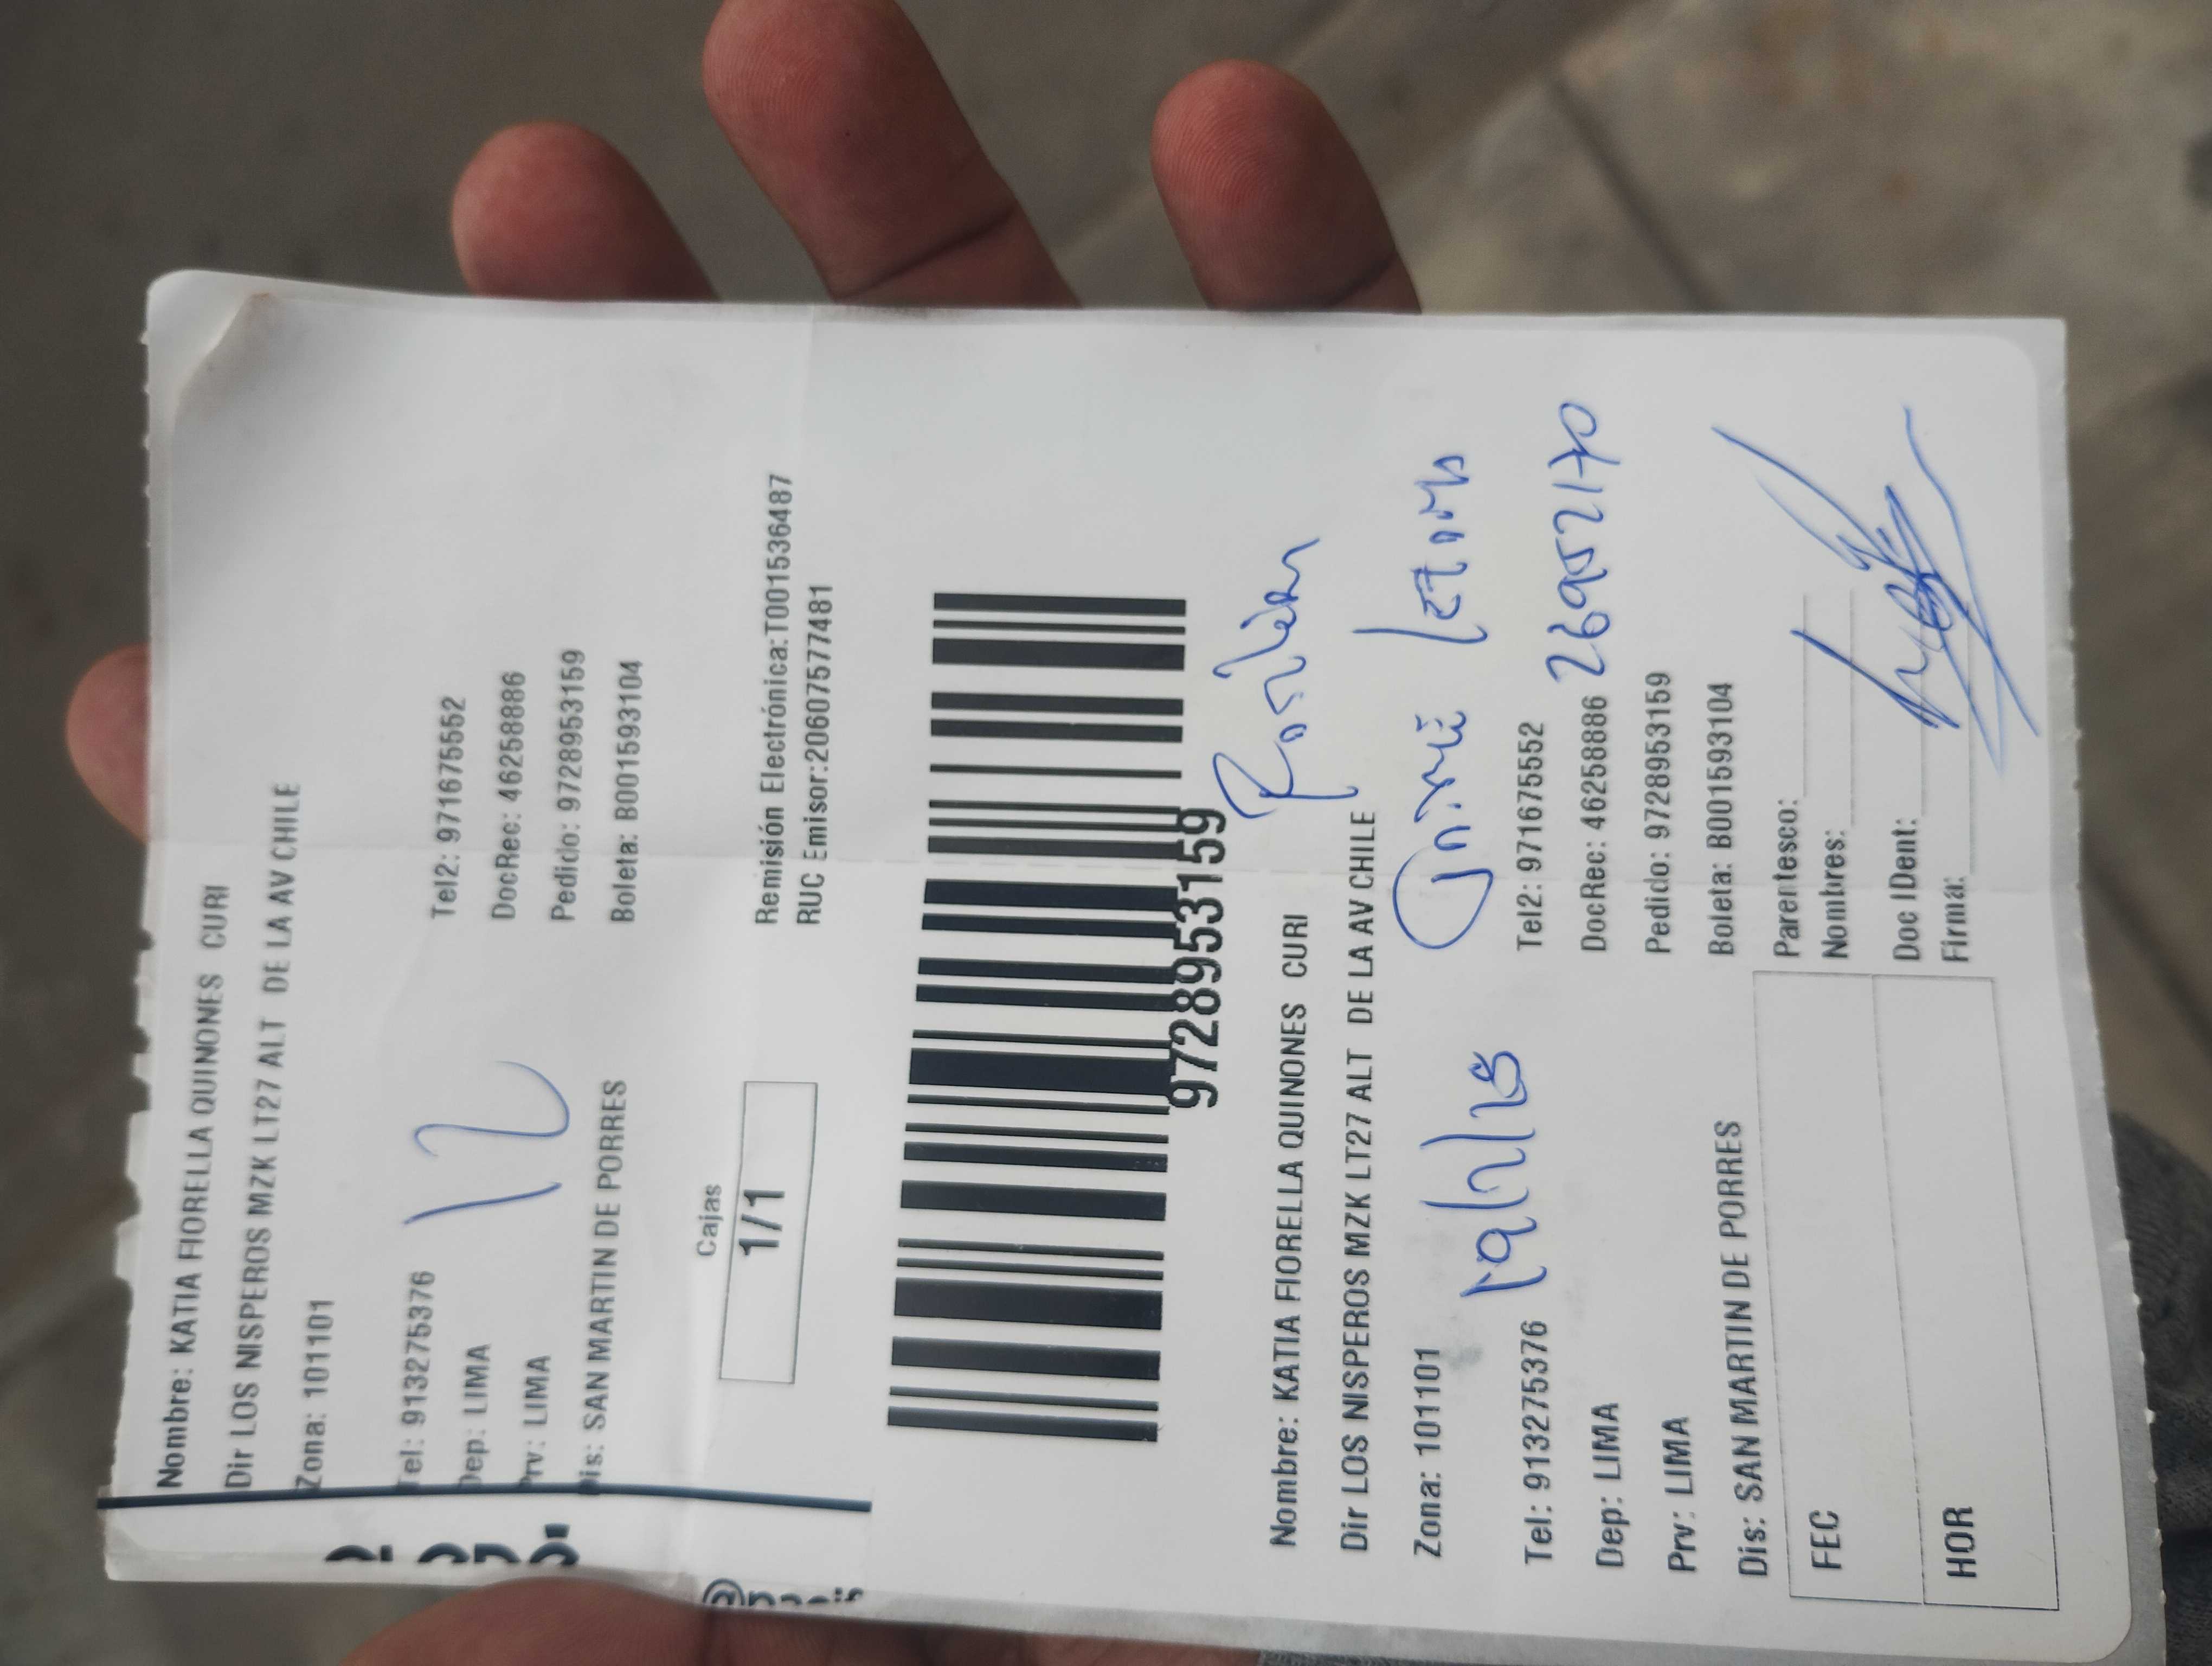 Nombre: KATIA FIORELLA QUINONES CURI
Dir LOS NISPEROS MZK LT27 ALT DE LA AV CHILE
Zona: 101101
Tel: 913275376
Tel2: 971675552
Dep: LIMA
DocRec: 46258886
Prv: LIMA
Pedido: 97289531​59
Dis: SAN MARTIN DE PORRES
Boleta: B001593104
12
Cajas
1/1
Remisión Electrónica:T001536487
RUC Emisor:20607577481
9728953159
Nombre: KATIA FIORELLA QUINONES CURI
Dir LOS NISPEROS MZK LT27 ALT DE LA AV CHILE
Zona: 101101
Tel: 913275376
Tel2: 971675552
Dep: LIMA
DocRec: 46258886
26952170
Prv: LIMA
Pedido: 9728953159
Dis: SAN MARTIN DE PORRES
Boleta: B001593104
FEC
HOR
Parentesco:
Nombres:
Doc IDent:
Firma: